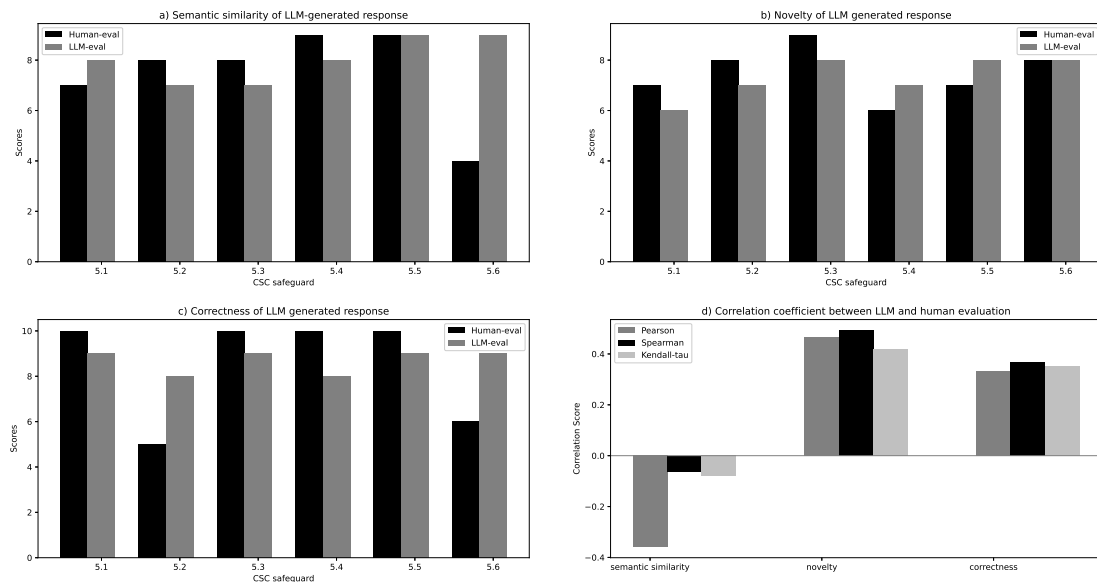 a) Semantic similarity of LLM-generated response
Human-eval
LLM-eval
8
6
4
2
0
Scores
5.1 5.2 5.3 5.4 5.5 5.6
CSC safeguard
b) Novelty of LLM generated response
Human-eval
LLM-eval
8
6
4
2
0
Scores
5.1 5.2 5.3 5.4 5.5 5.6
CSC safeguard
c) Correctness of LLM generated response
Human-eval
LLM-eval
10
8
6
4
2
0
Scores
5.1 5.2 5.3 5.4 5.5 5.6
CSC safeguard
d) Correlation coefficient between LLM and human evaluation
Pearson
Spearman
Kendall-tau
0.4
0.2
0.0
−0.2
−0.4
Correlation Score
semantic similarity novelty correctness